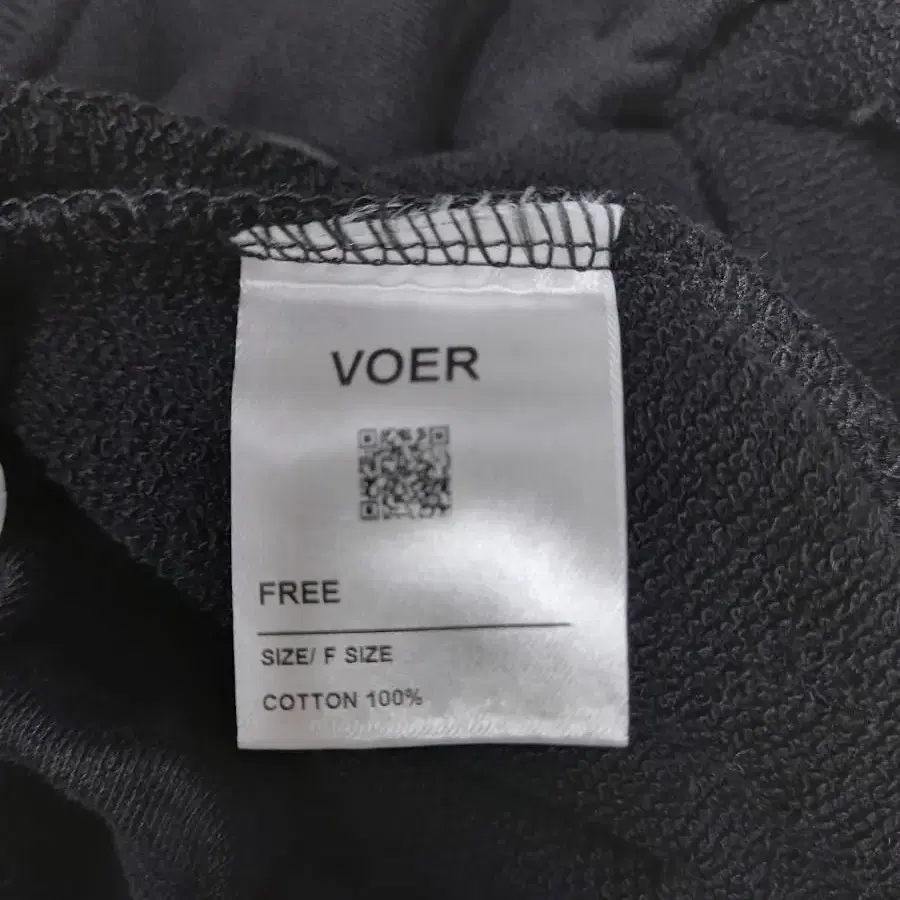 VOER
FREE
SIZE/ F SIZE
COTTON 100%